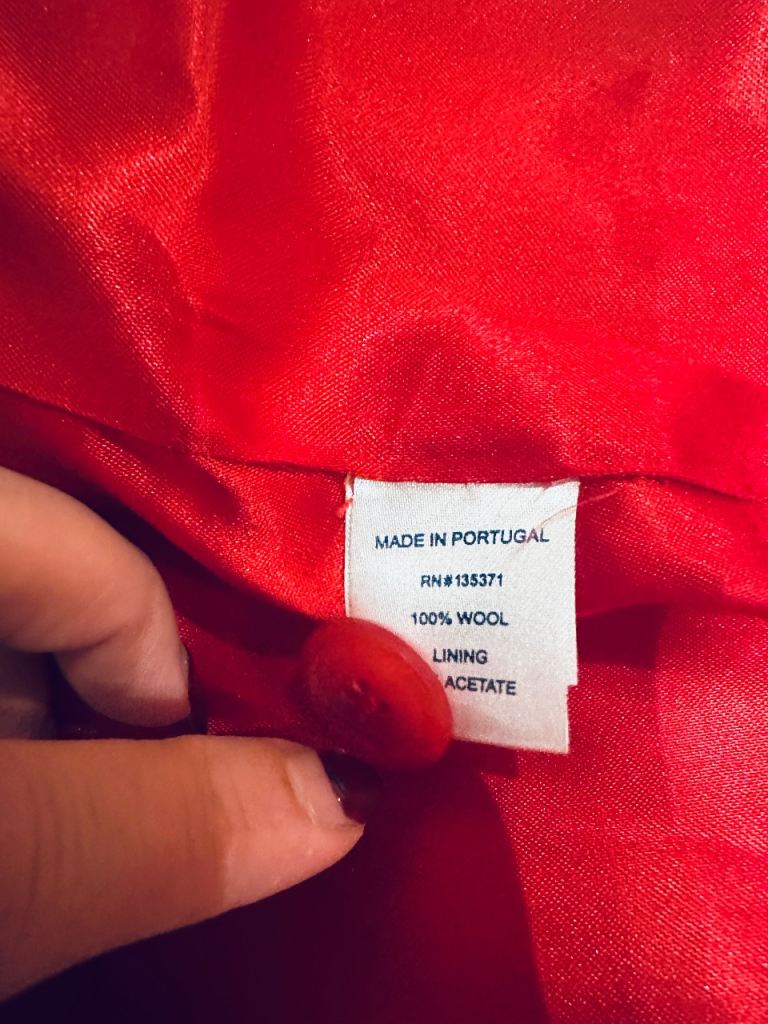 MADE IN PORTUGAL
RN#135371
100% WOOL
LINING
ACETATE